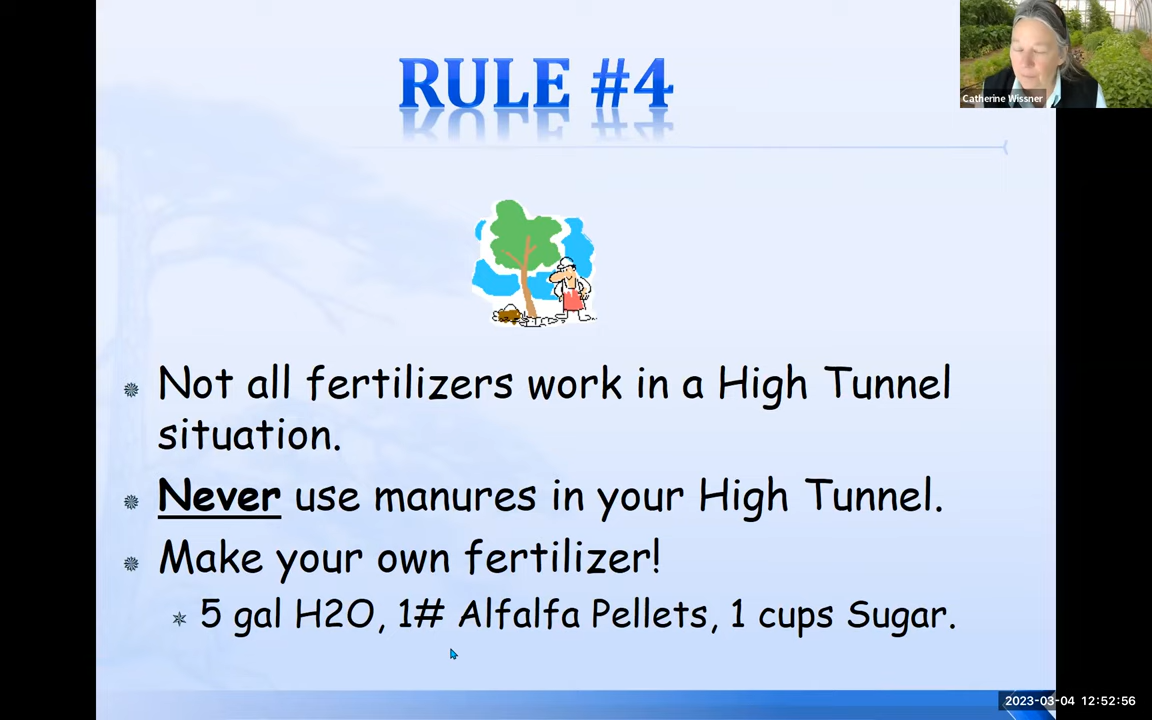 Catherine Wissner
RULE #4
Not all fertilizers work in a High Tunnel
situation.
Never use manures in your High Tunnel.
Make your own fertilizer!
5 gal H2O, 1# Alfalfa Pellets, 1 cups Sugar.
2023-03-04 12:52:56